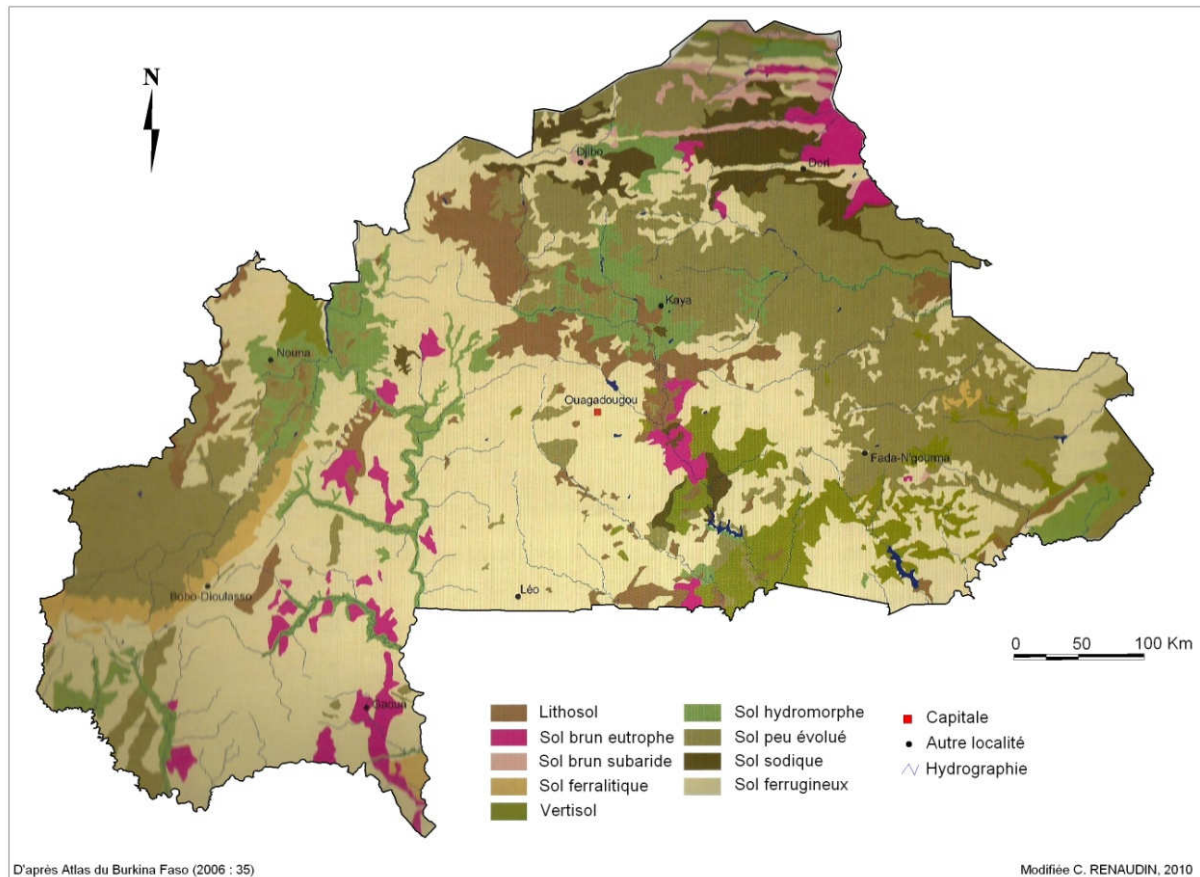 N
Djibo
Dori
Kaya
Nouna
Ouagadougou
Fada-N'gourma
Bobo-Dioulasso
Léo
Gaoua
0 50 100 Km
Lithosol
Sol brun eutrophe
Sol brun subaride
Sol ferralitique
Vertisol
Sol hydromorphe
Sol peu évolué
Sol sodique
Sol ferrugineux
Capitale
Autre localité
Hydrographie
D'après Atlas du Burkina Faso (2006 : 35)
Modifiée C. RENAUDIN, 2010